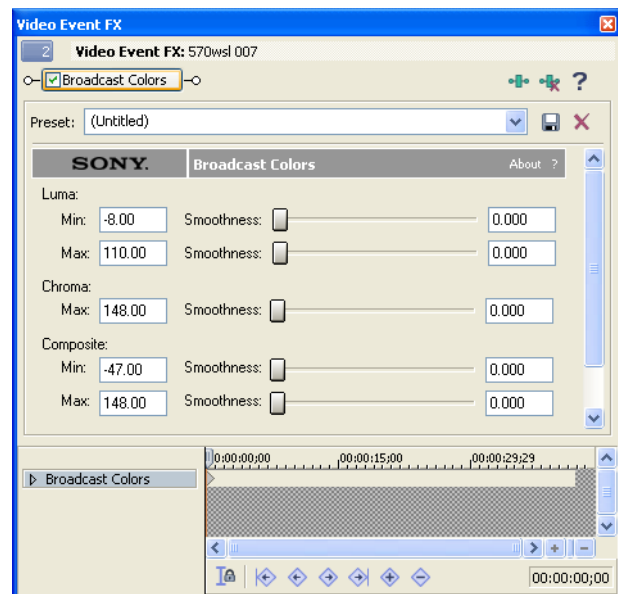 Video Event FX
2 Video Event FX: 570wsl 007
Broadcast Colors ?
Preset: (Untitled)
SONY. Broadcast Colors About ?
Luma:
Min: -8.00 Smoothness: 0.000
Max: 110.00 Smoothness: 0.000
Chroma:
Max: 148.00 Smoothness: 0.000
Composite:
Min: -47.00 Smoothness: 0.000
Max: 148.00 Smoothness: 0.000
0:00:00;00 00:00:15;00 00:00:29;29
Broadcast Colors
00:00:00;00